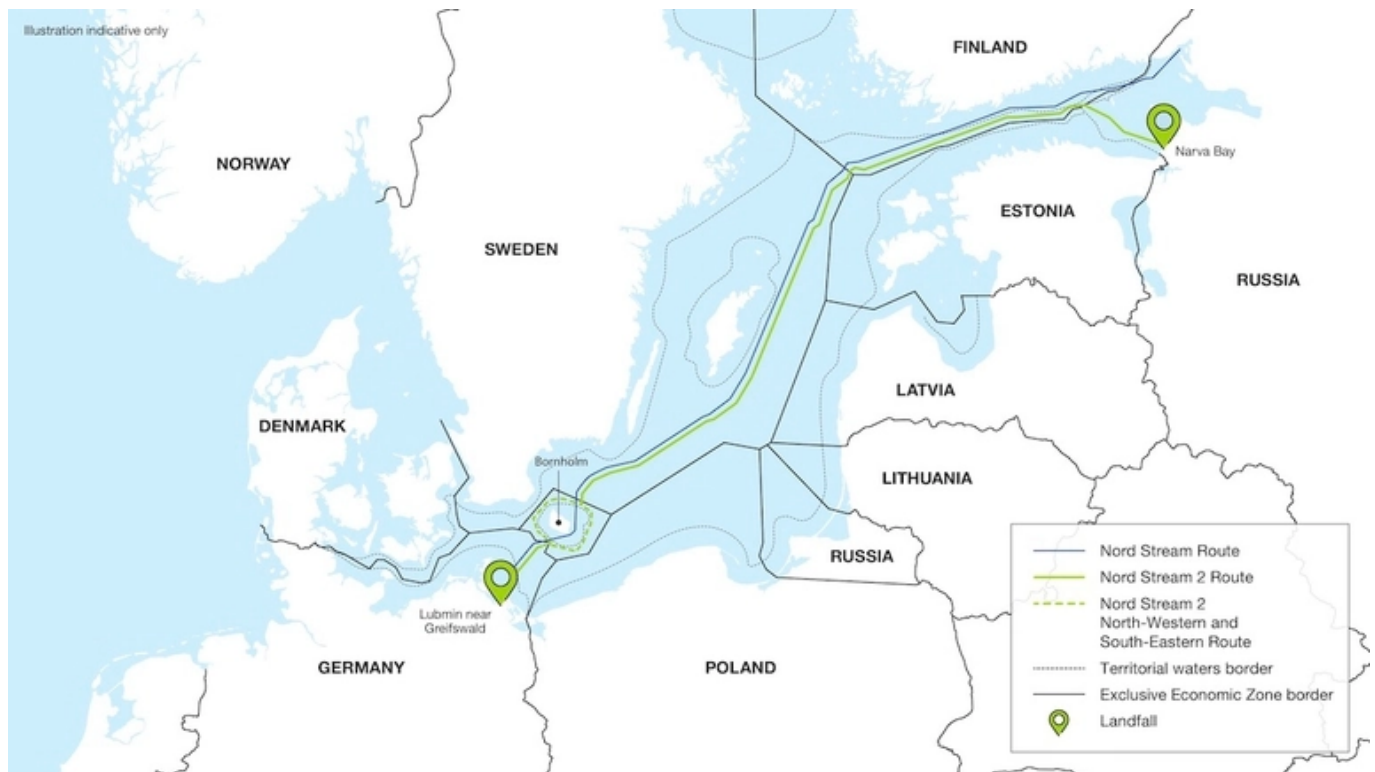 Illustration indicative only
FINLAND
NORWAY
Narva Bay
ESTONIA
SWEDEN
RUSSIA
LATVIA
DENMARK
Bornholm
LITHUANIA
RUSSIA
Lubmin near
Greifswald
GERMANY
POLAND
Nord Stream Route
Nord Stream 2 Route
Nord Stream 2
North-Western and
South-Eastern Route
Territorial waters border
Exclusive Economic Zone border
Landfall